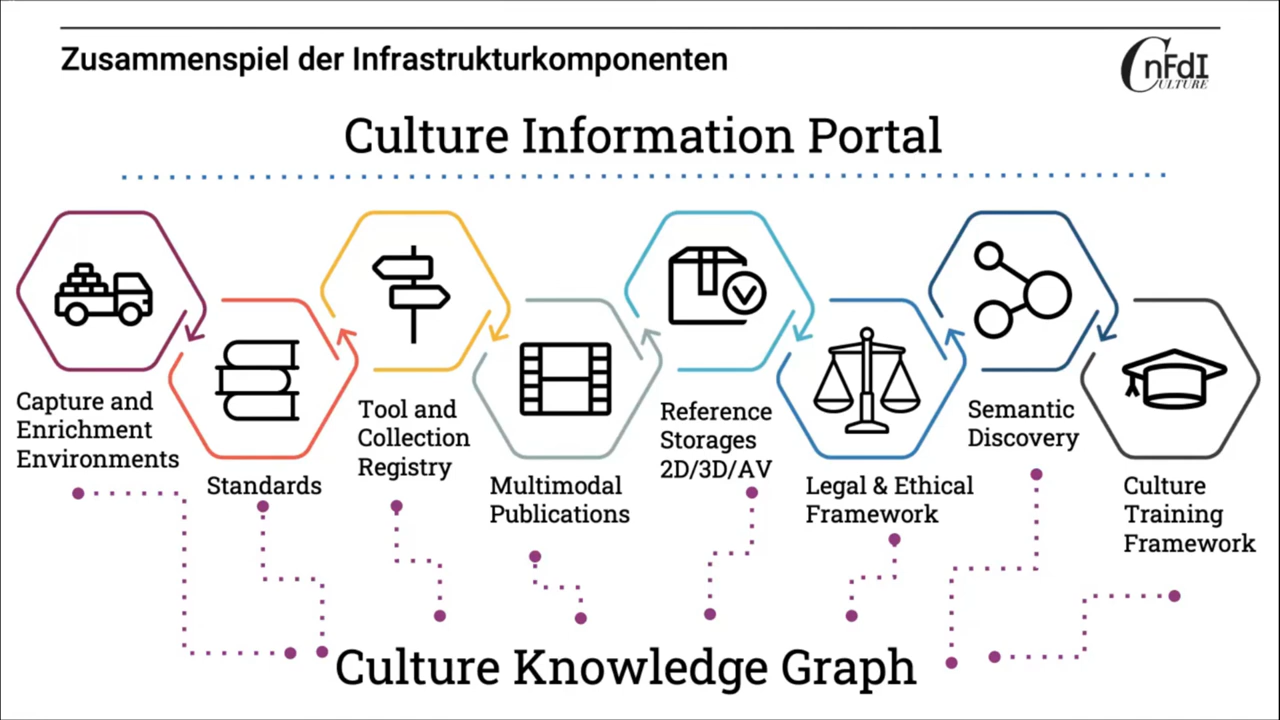 Zusammenspiel der Infrastrukturkomponenten
CnFdI
CULTURE
Culture Information Portal
Capture and
Enrichment
Environments
Standards
Tool and
Collection
Registry
Multimodal
Publications
Reference
Storages
2D/3D/AV
Legal & Ethical
Framework
Semantic
Discovery
Culture
Training
Framework
Culture Knowledge Graph